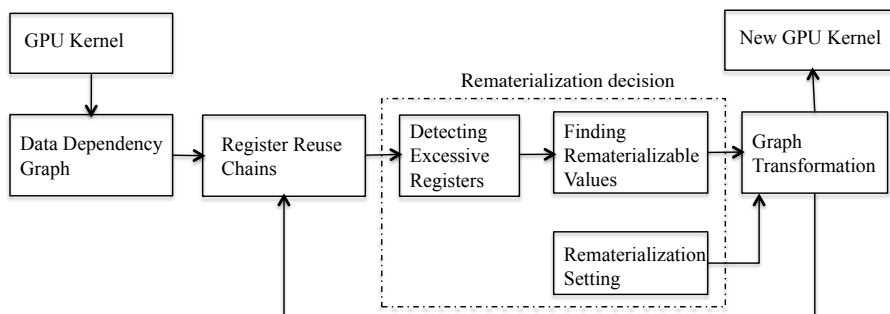 GPU Kernel
New GPU Kernel
Rematerialization decision
Data Dependency
Graph
Register Reuse
Chains
Detecting
Excessive
Registers
Finding
Rematerializable
Values
Graph
Transformation
Rematerialization
Setting